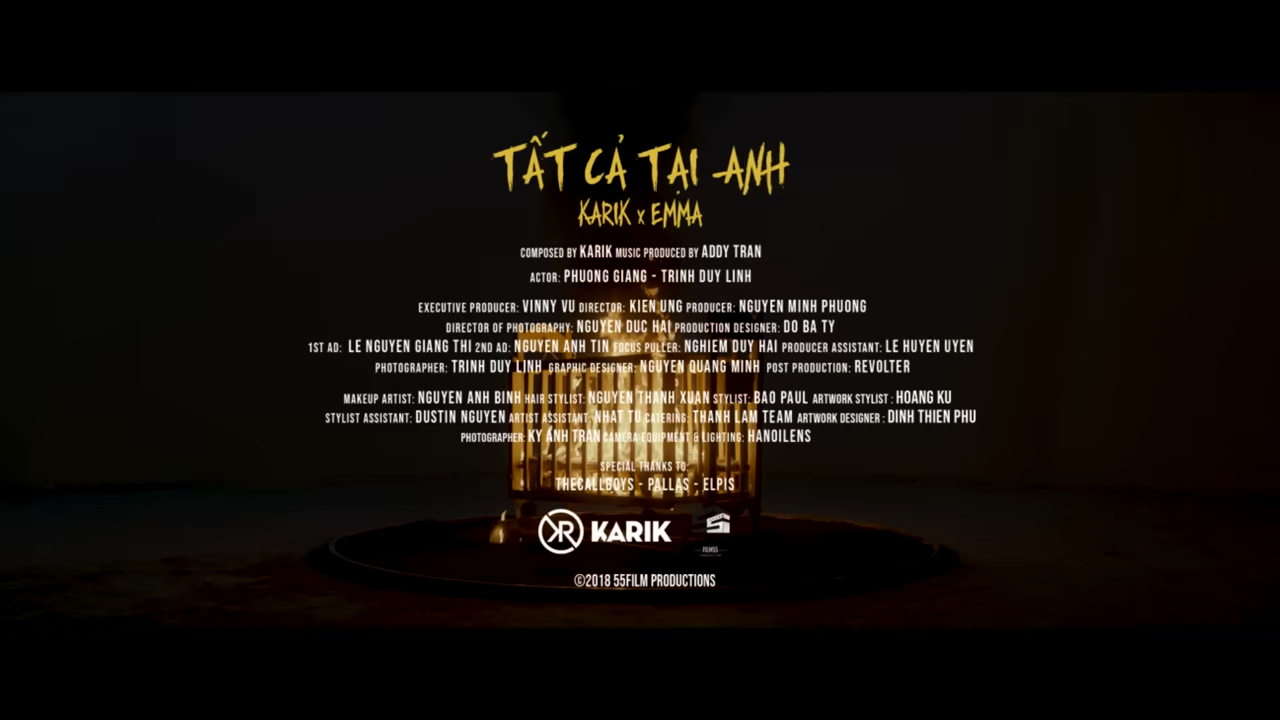 TẤT CẢ TẠI ANH
KARIK x EMMA
COMPOSED BY KARIK MUSIC PRODUCED BY ADDY TRAN
ACTOR: PHUONG GIANG - TRINH DUY LINH
EXECUTIVE PRODUCER: VINNY VU DIRECTOR: KIEN UNG PRODUCER: NGUYEN MINH PHUONG
DIRECTOR OF PHOTOGRAPHY: NGUYEN DUC HAI PRODUCTION DESIGNER: DO BA TY
1ST AD: LE NGUYEN GIANG THI 2ND AD: NGUYEN ANH TIN FOCUS PULLER: NGHIEM DUY HAI PRODUCER ASSISTANT: LE HUYEN UYEN
PHOTOGRAPHER: TRINH DUY LINH GRAPHIC DESIGNER: NGUYEN QUANG MINH POST PRODUCTION: REVOLTER
MAKEUP ARTIST: NGUYEN ANH BINH HAIR STYLIST: NGUYEN THANH XUAN STYLIST: BAO PAUL ARTWORK STYLIST : HOANG KU
STYLIST ASSISTANT: DUSTIN NGUYEN ARTIST ASSISTANT: NHAT TU CATERING: THANH LAM TEAM ARTWORK DESIGNER : DINH THIEN PHU
PHOTOGRAPHER: KY ANH TRAN CAMERA EQUIPMENT & LIGHTING: HANOILENS
SPECIAL THANKS TO:
THECALLBOYS - PALLAS - ELPIS
KR KARIK
FILM55
©2018 55FILM PRODUCTIONS